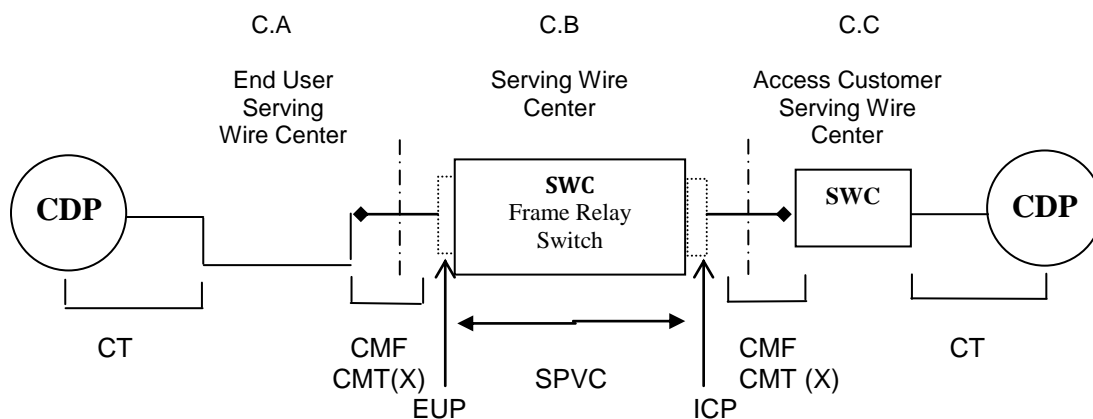 C.A
C.B
C.C
End User
Serving
Wire Center
Serving Wire
Center
Access Customer
Serving Wire
Center
CDP
SWC
Frame Relay
Switch
SWC
CDP
CT
CMF
CMT(X)
EUP
SPVC
ICP
CMF
CMT (X)
CT